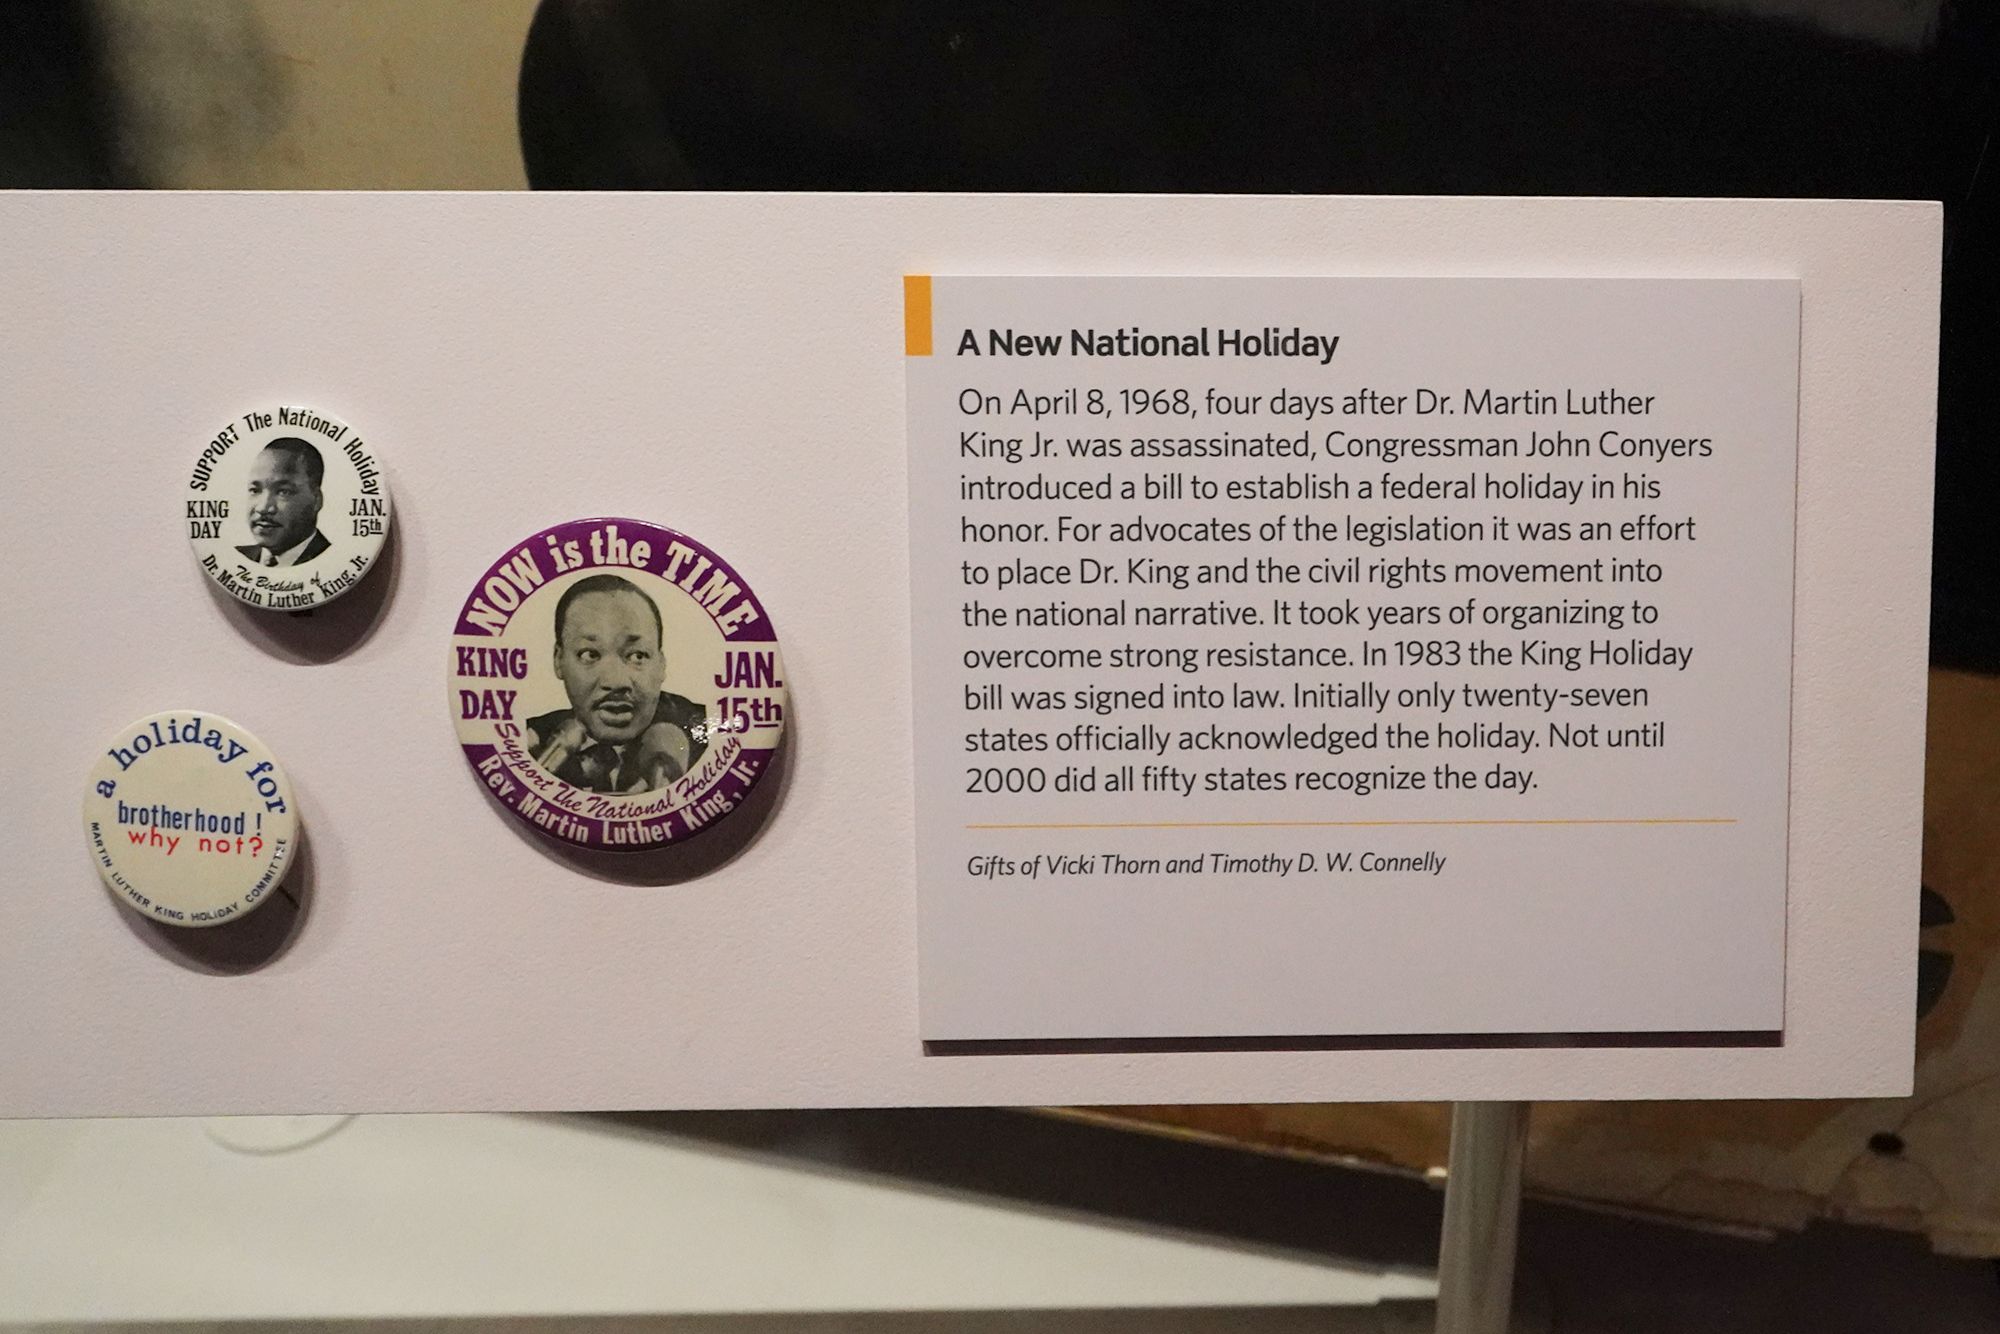 SUPPORT The National Holiday
KING
DAY
JAN.
15th
The Birthday of
Dr. Martin Luther King, Jr.
NOW is the TIME
KING
DAY
JAN.
15th
Support The National Holiday
Rev. Martin Luther King, Jr.
a holiday for
brotherhood!
why not?
MARTIN LUTHER KING HOLIDAY COMMITTEE
A New National Holiday
On April 8, 1968, four days after Dr. Martin Luther
King Jr. was assassinated, Congressman John Conyers
introduced a bill to establish a federal holiday in his
honor. For advocates of the legislation it was an effort
to place Dr. King and the civil rights movement into
the national narrative. It took years of organizing to
overcome strong resistance. In 1983 the King Holiday
bill was signed into law. Initially only twenty-seven
states officially acknowledged the holiday. Not until
2000 did all fifty states recognize the day.
Gifts of Vicki Thorn and Timothy D. W. Connelly